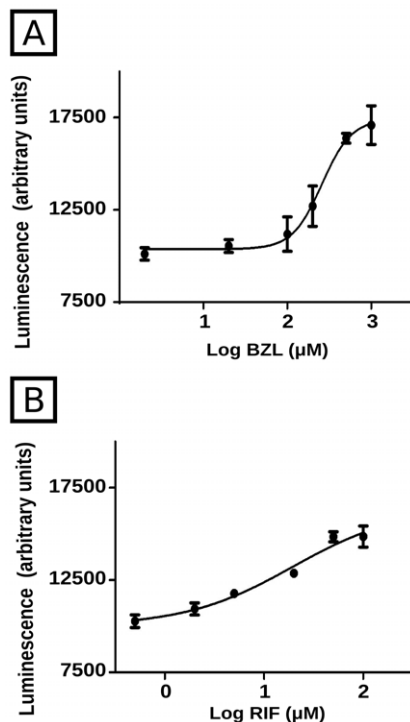 A
Luminescence (arbitrary units)
17500
12500
7500
1 2 3
Log BZL (µM)
B
Luminescence (arbitrary units)
17500
12500
7500
0 1 2
Log RIF (µM)